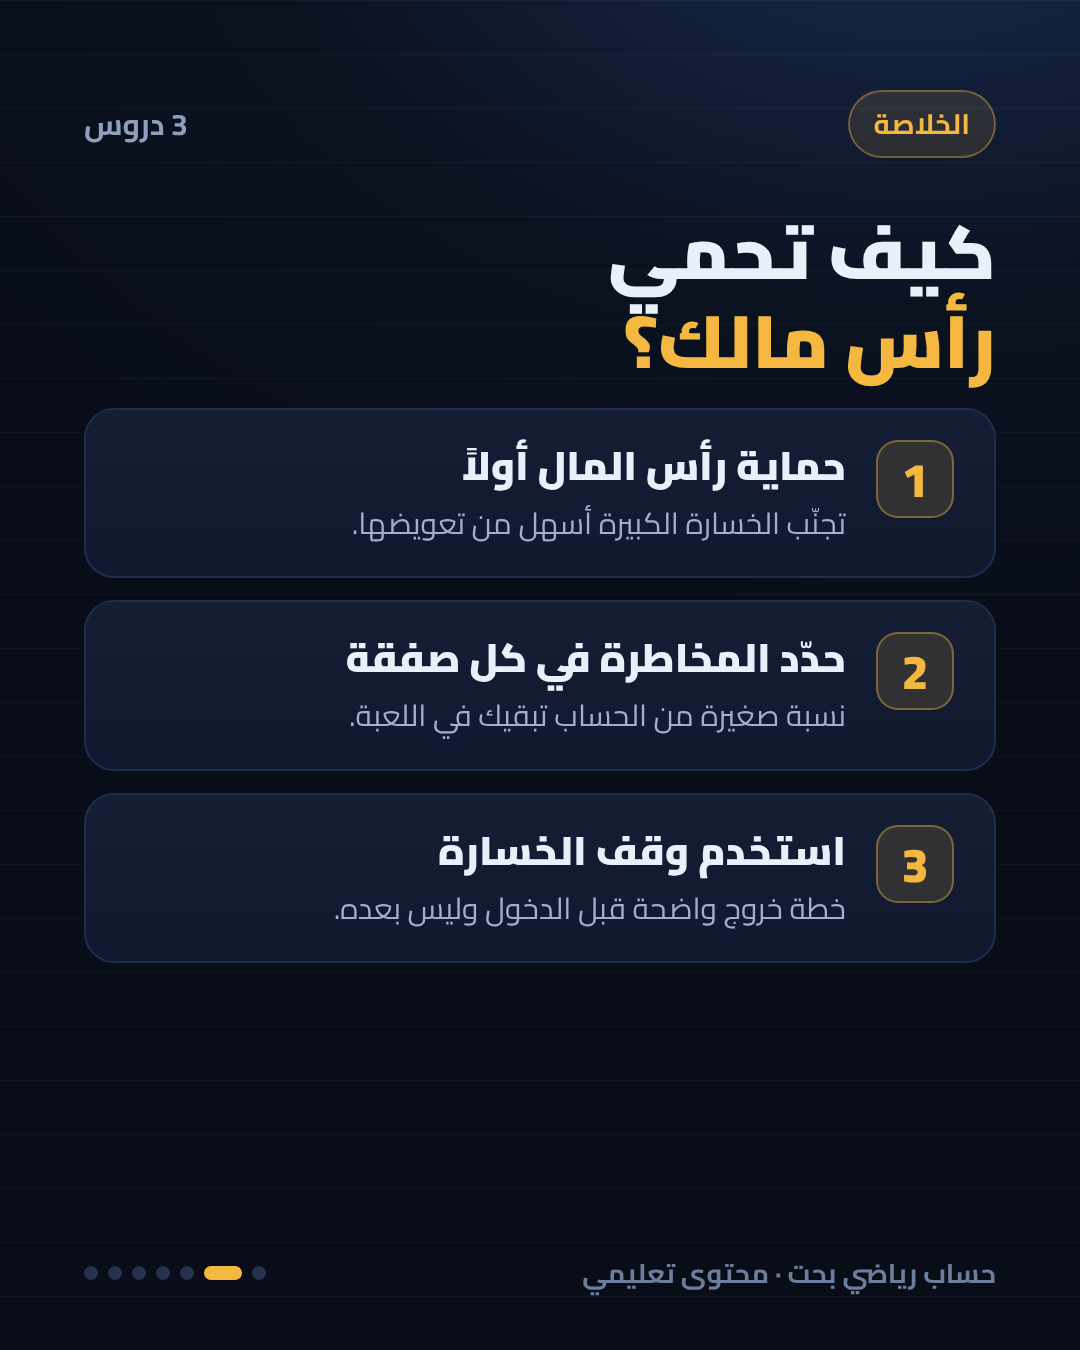 الخلاصة
3 دروس
كيف تحمي
رأس مالك؟
1
حماية رأس المال أولاً
تجنّب الخسارة الكبيرة أسهل من تعويضها.
2
حدّد المخاطرة في كل صفقة
نسبة صغيرة من الحساب تبقيك في اللعبة.
3
استخدم وقف الخسارة
خطة خروج واضحة قبل الدخول وليس بعده.
حساب رياضي بحت · محتوى تعليمي